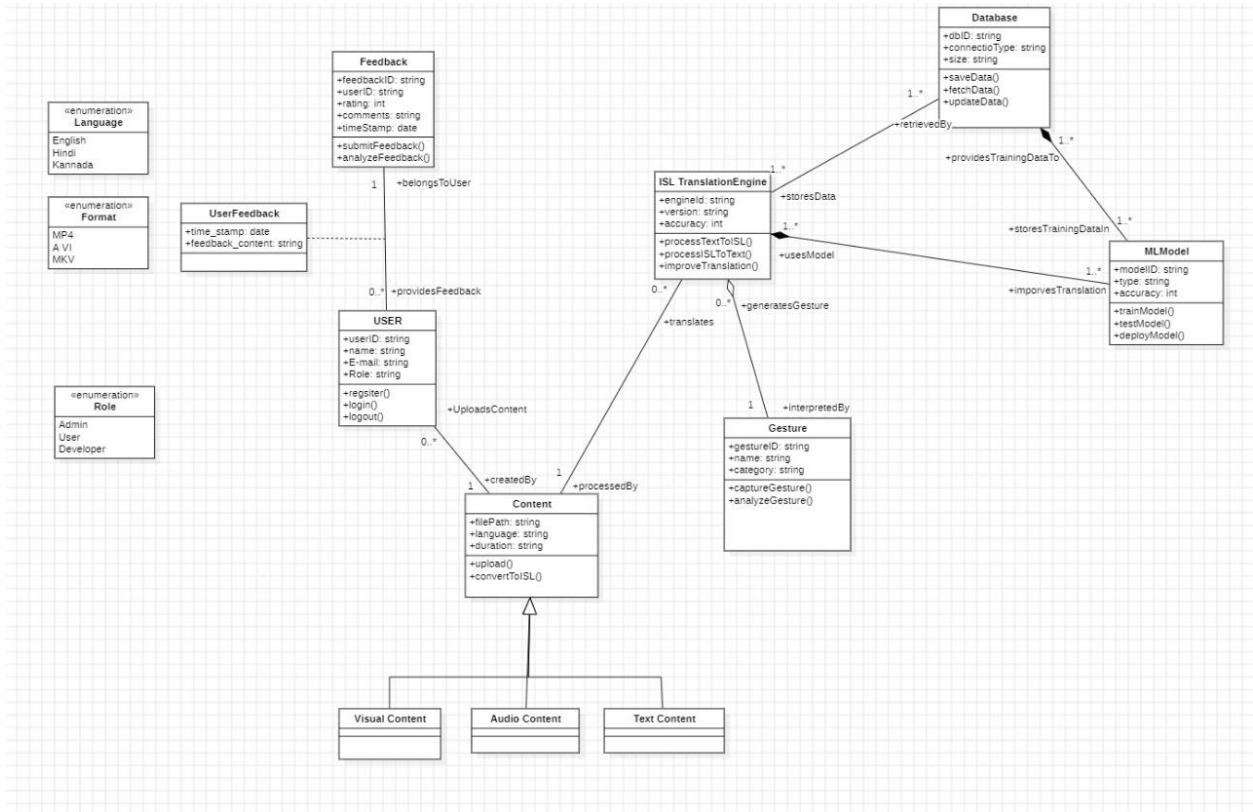 Database
+dbID: string
+connectioType: string
+size: string
+saveData()
+fetchData()
+updateData()
Feedback
+feedbackID: string
+userID: string
+rating: int
+comments: string
+timeStamp: date
+submitFeedback()
+analyzeFeedback()
«enumeration»
Language
English
Hindi
Kannada
«enumeration»
Format
MP4
A VI
MKV
UserFeedback
+time_stamp: date
+feedback_content: string
1
+belongsToUser
0..*
+providesFeedback
1..*
+retrievedBy
1..*
+storesData
1..*
+providesTrainingDataTo
1..*
+storesTrainingDataIn
ISL TranslationEngine
+engineId: string
+version: string
+accuracy: int
+processTextToISL()
+processISLToText()
+improveTranslation()
1..*
+usesModel
1..*
+imporvesTranslation
MLModel
+modelID: string
+type: string
+accuracy: int
+trainModel()
+testModel()
+deployModel()
0..*
+translates
0..*
+generatesGesture
USER
+userID: string
+name: string
+E-mail: string
+Role: string
+regsiter()
+login()
+logout()
«enumeration»
Role
Admin
User
Developer
+UploadsContent
0..*
1
+createdBy
1
+processedBy
1
+interpretedBy
Gesture
+gestureID: string
+name: string
+category: string
+captureGesture()
+analyzeGesture()
Content
+filePath: string
+language: string
+duration: string
+upload()
+convertToISL()
Visual Content
Audio Content
Text Content